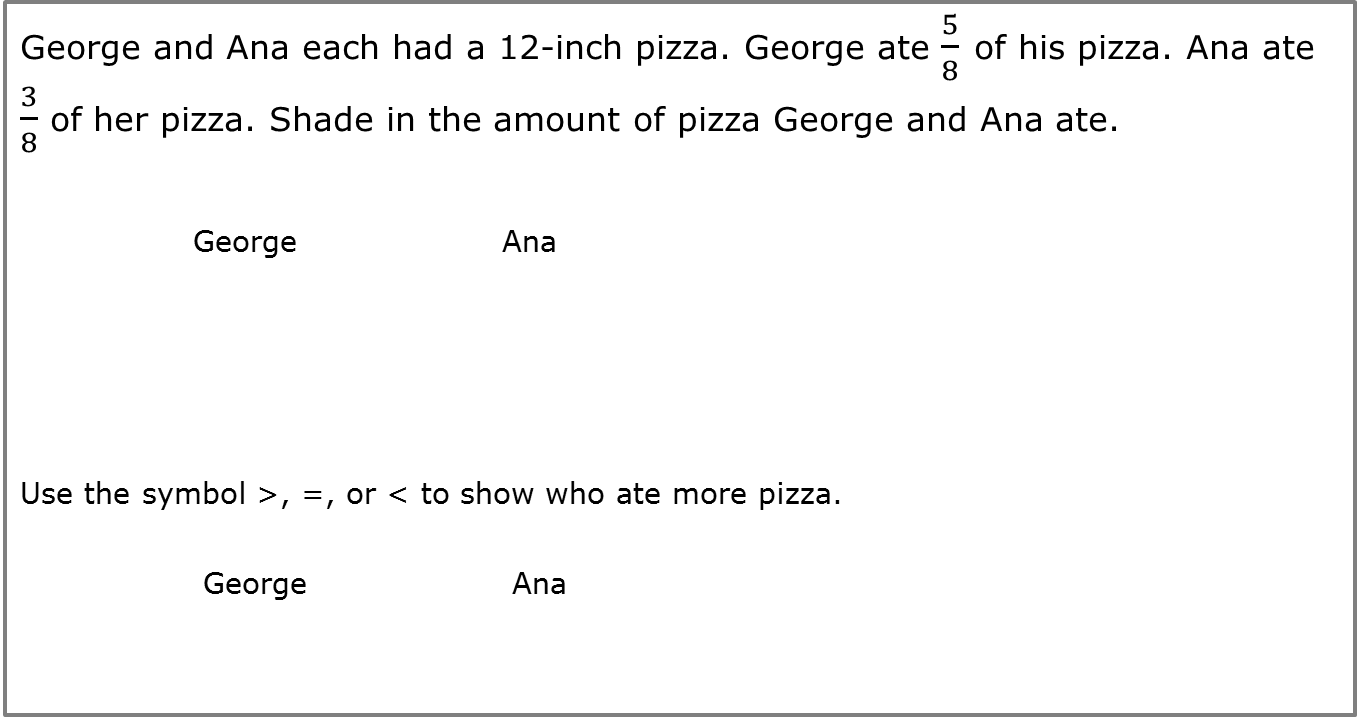 George and Ana each had a 12-inch pizza. George ate 5/8 of his pizza. Ana ate
3/8 of her pizza. Shade in the amount of pizza George and Ana ate.
George Ana
Use the symbol >, =, or < to show who ate more pizza.
George Ana